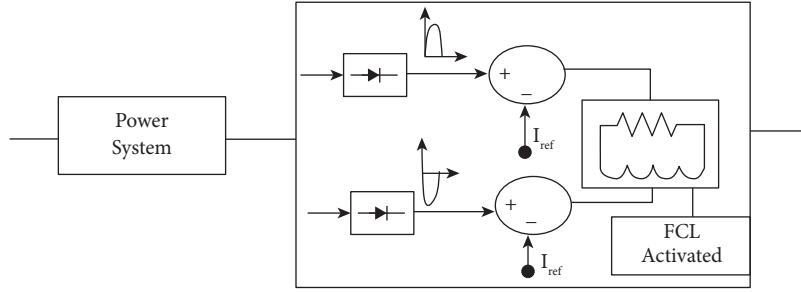 Power
System
+
−
I_ref
+
−
I_ref
FCL
Activated